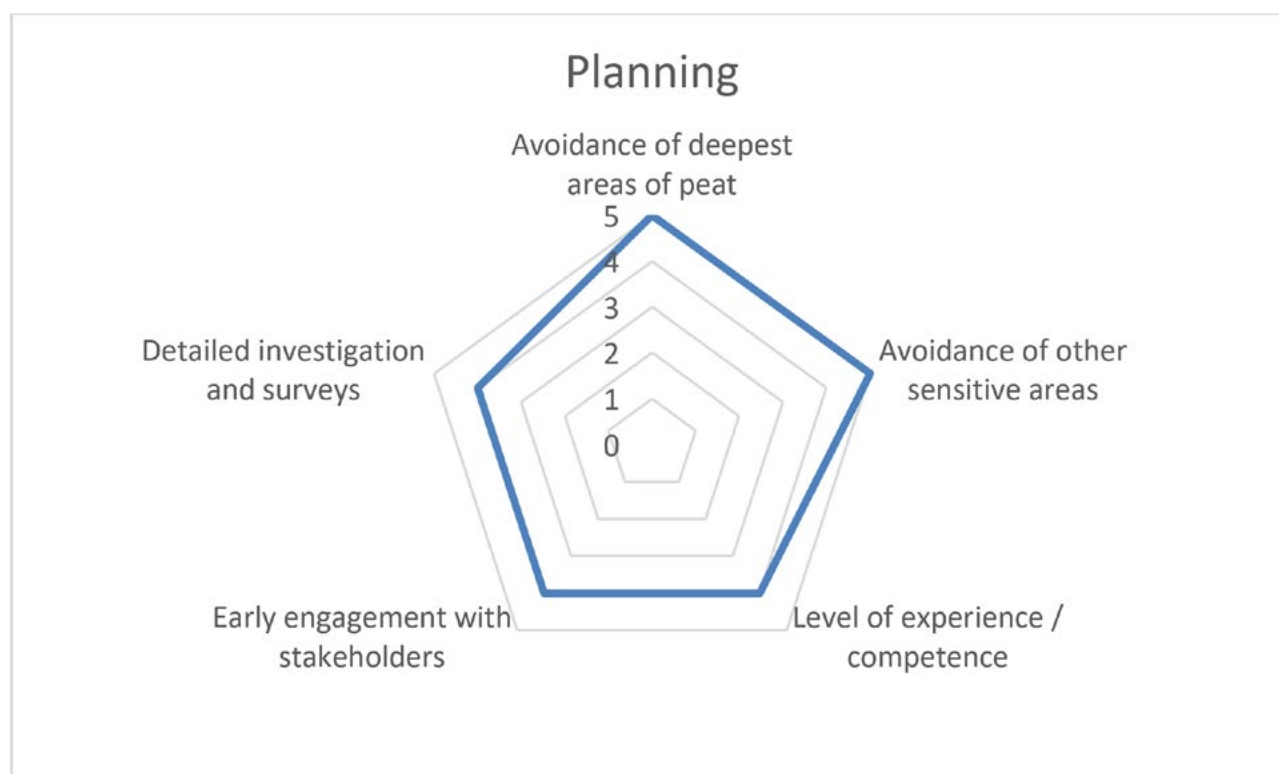 Planning
Avoidance of deepest
areas of peat
5
4
3
2
1
0
Detailed investigation
and surveys
Avoidance of other
sensitive areas
Early engagement with
stakeholders
Level of experience /
competence